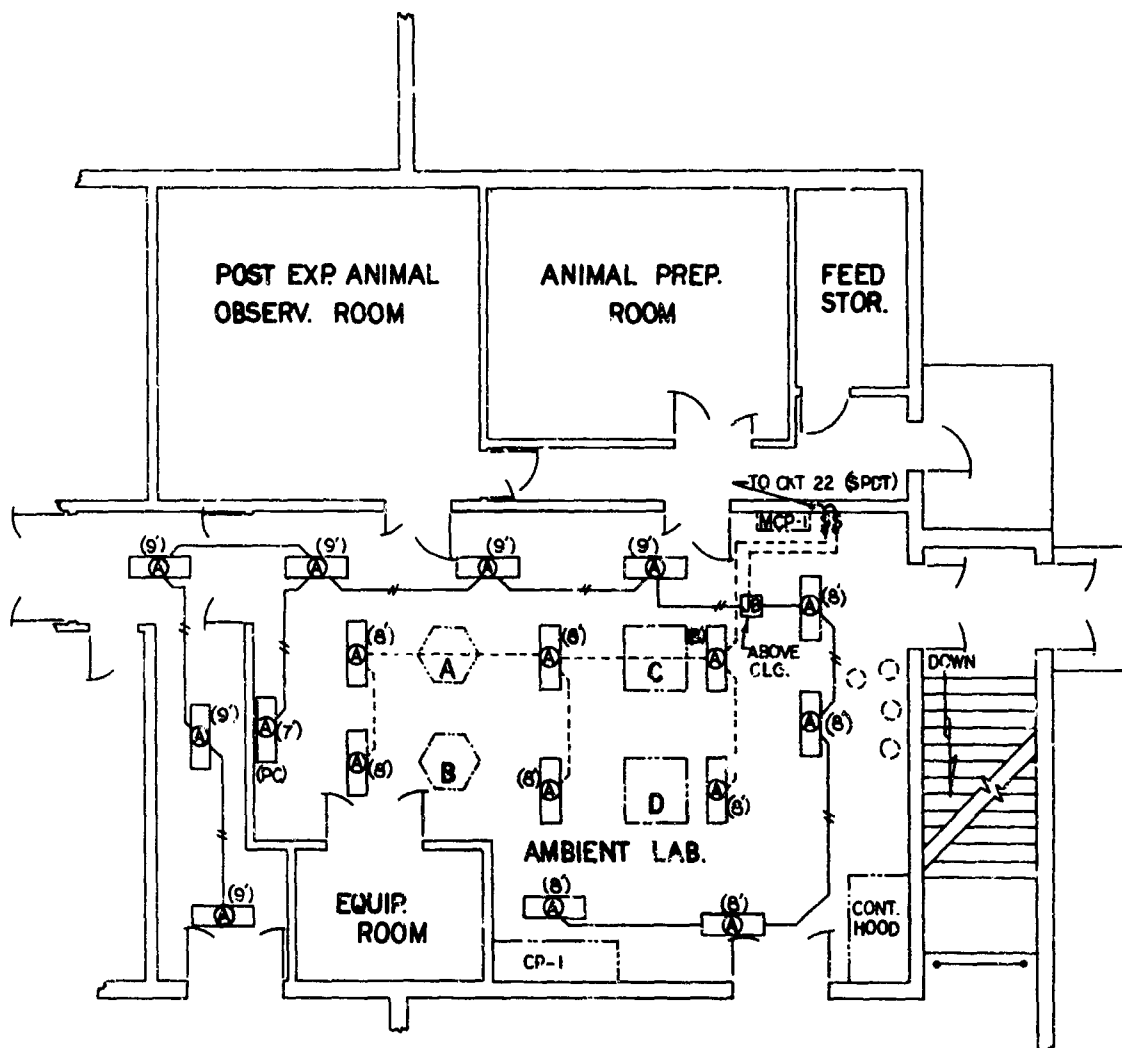 POST EXP. ANIMAL
OBSERV. ROOM
ANIMAL PREP.
ROOM
FEED
STOR.
TO CKT 22 (SPDT)
MCP-1
S S
(9')
A
(9')
A
(9')
A
(9')
A
JB
A
(8')
ABOVE
CLG.
A
(8')
A
A
(8')
C
(8')
A
DOWN
A
(9')
A
(7')
(PC)
A
(8')
A
(8')
B
A
(8')
D
A
(8')
AMBIENT LAB.
(8')
A
(8')
A
A
(9')
EQUIP.
ROOM
CP-1
CONT.
HOOD